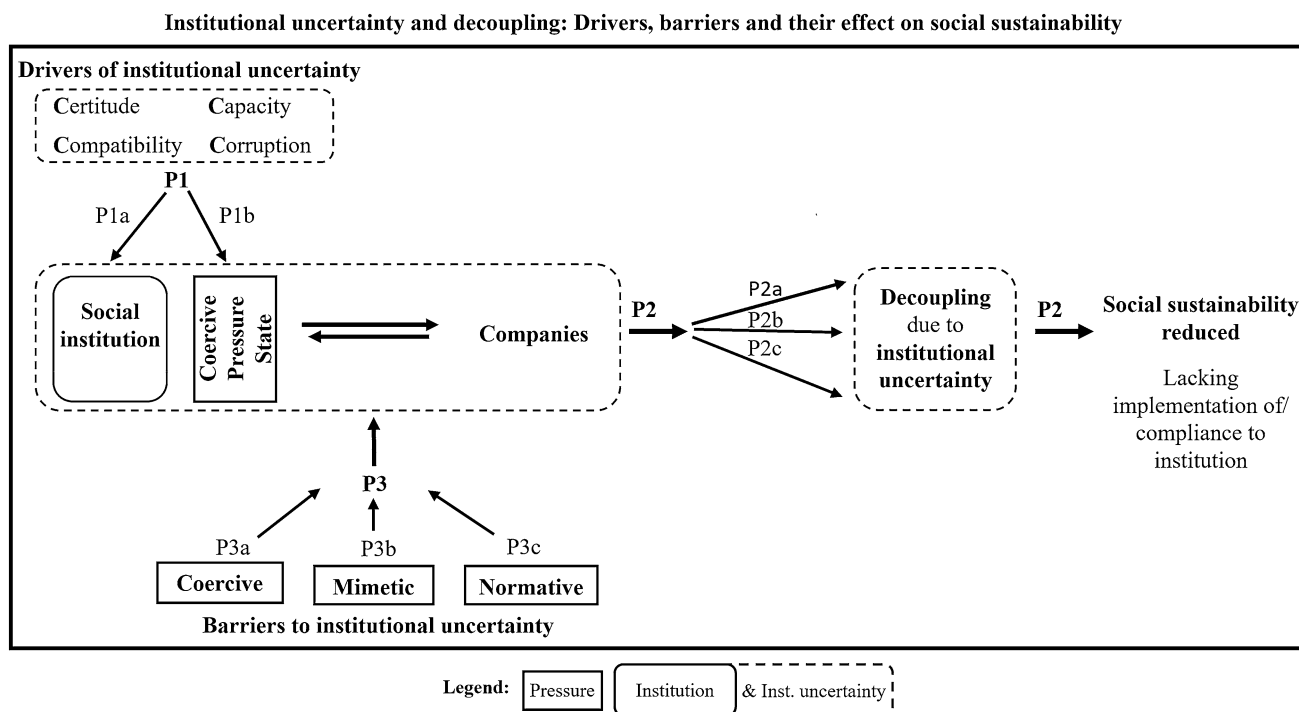 Institutional uncertainty and decoupling: Drivers, barriers and their effect on social sustainability
Drivers of institutional uncertainty
Certitude Capacity
Compatibility Corruption
P1
P1a P1b
Social
institution
Coercive
Pressure
State
Companies
P2
P2a
P2b
P2c
Decoupling
due to
institutional
uncertainty
P2
Social sustainability
reduced
Lacking
implementation of/
compliance to
institution
P3
P3a P3b P3c
Coercive Mimetic Normative
Barriers to institutional uncertainty
Legend: Pressure Institution & Inst. uncertainty